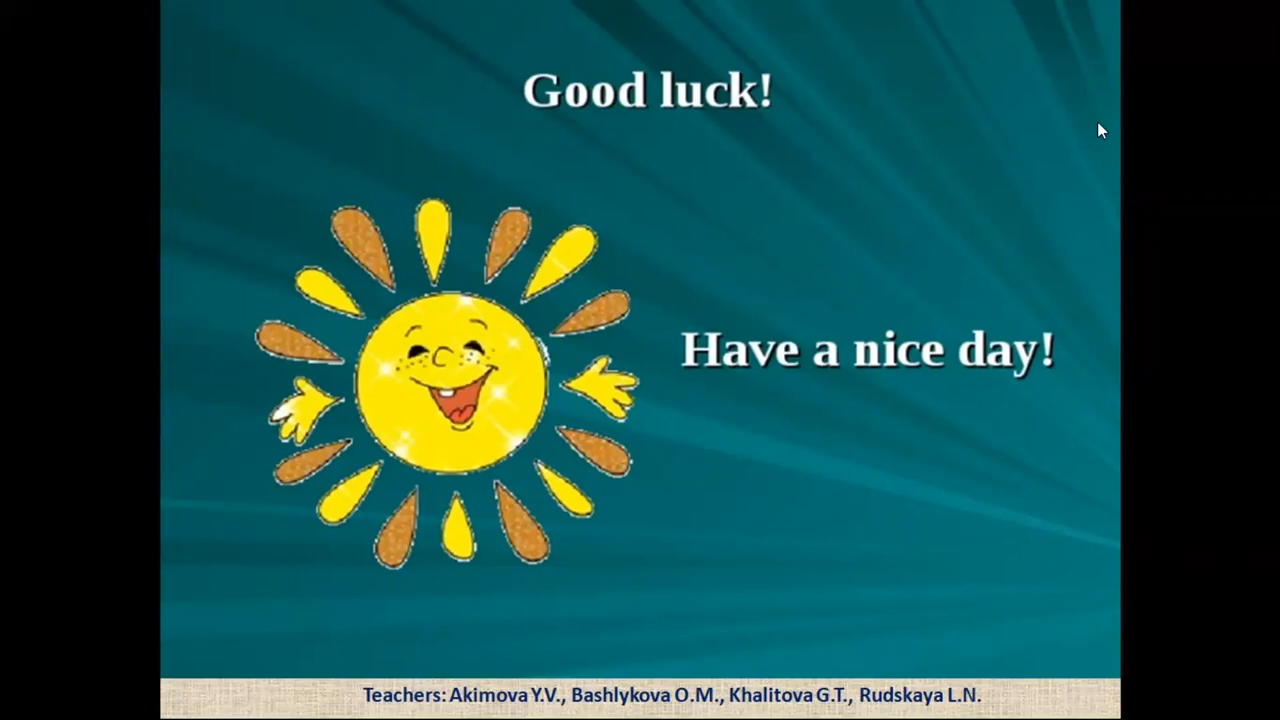 Good luck!
Have a nice day!
Teachers: Akimova Y.V., Bashlykova O.M., Khalitova G.T., Rudskaya L.N.